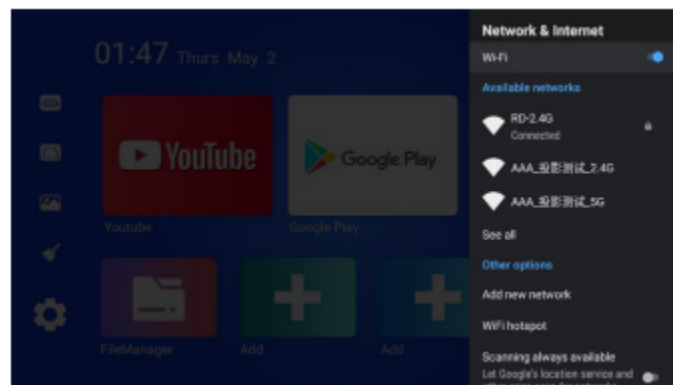 01:47 Thurs May 2
YouTube
Google Play
Youtube
Google Play
FileManager
Add
Add
Network & Internet
Wi-Fi
Available networks
RD-2.4G
Connected
AAA_投影测试_2.4G
AAA_投影测试_5G
See all
Other options
Add new network
WiFi hotspot
Scanning always available
Let Google's location service and